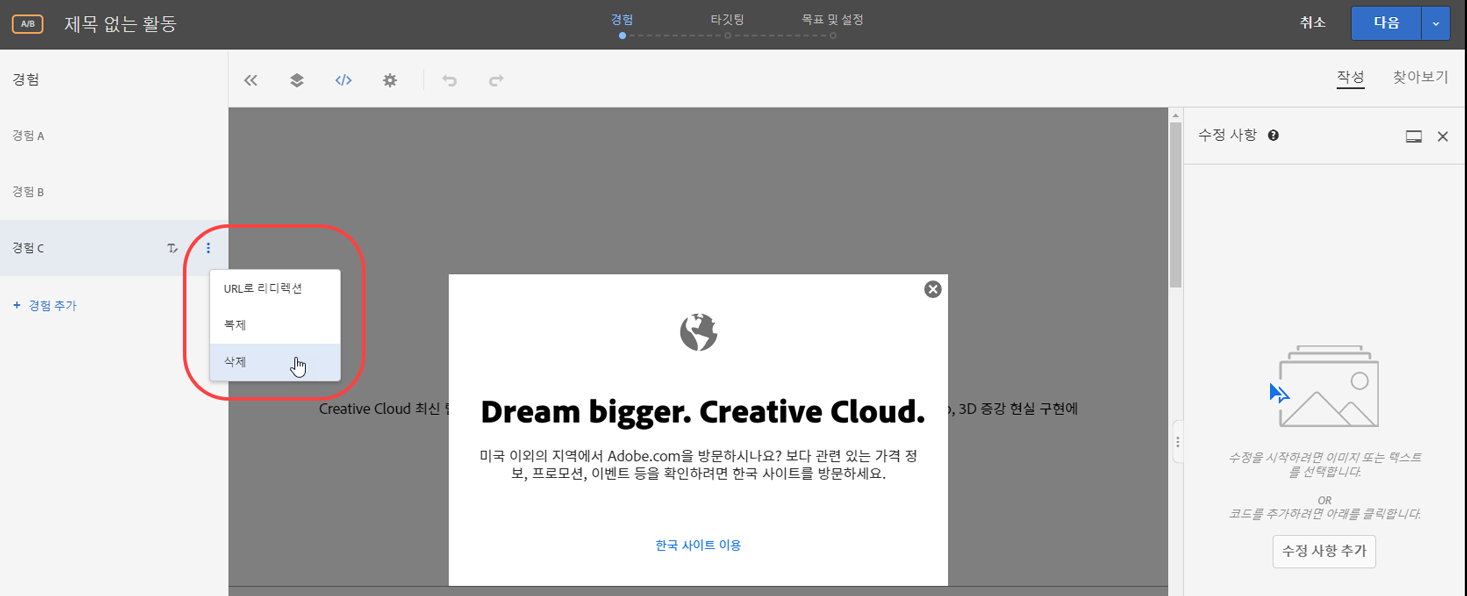 A/B
제목 없는 활동
경험
타깃팅
목표 및 설정
취소
다음
경험
작성
찾아보기
경험 A
경험 B
경험 C
+ 경험 추가
URL로 리디렉션
복제
삭제
Creative Cloud 최신
3D 증강 현실 구현에
Dream bigger. Creative Cloud.
미국 이외의 지역에서 Adobe.com을 방문하시나요? 보다 관련 있는 가격 정
보, 프로모션, 이벤트 등을 확인하려면 한국 사이트를 방문하세요.
한국 사이트 이용
수정 사항
수정을 시작하려면 이미지 또는 텍스트
를 선택합니다.
OR
코드를 추가하려면 아래를 클릭합니다.
수정 사항 추가